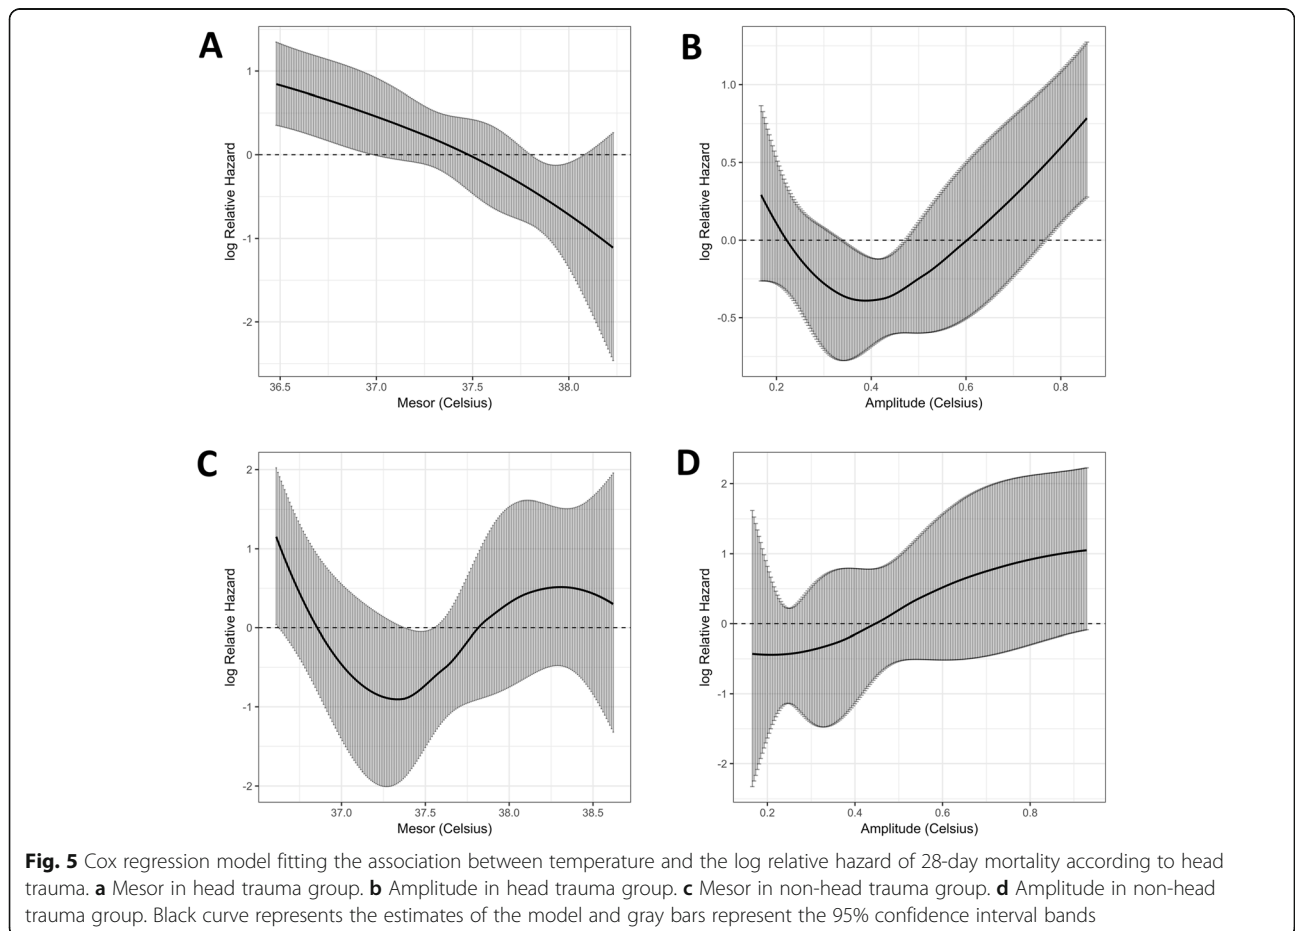 A
log Relative Hazard
1
0
-1
-2
36.5 37.0 37.5 38.0
Mesor (Celsius)
B
log Relative Hazard
1.0
0.5
0.0
-0.5
0.2 0.4 0.6 0.8
Amplitude (Celsius)
C
log Relative Hazard
2
1
0
-1
-2
37.0 37.5 38.0 38.5
Mesor (Celsius)
D
log Relative Hazard
2
1
0
-1
-2
0.2 0.4 0.6 0.8
Amplitude (Celsius)
Fig. 5 Cox regression model fitting the association between temperature and the log relative hazard of 28-day mortality according to head
trauma. a Mesor in head trauma group. b Amplitude in head trauma group. c Mesor in non-head trauma group. d Amplitude in non-head
trauma group. Black curve represents the estimates of the model and gray bars represent the 95% confidence interval bands